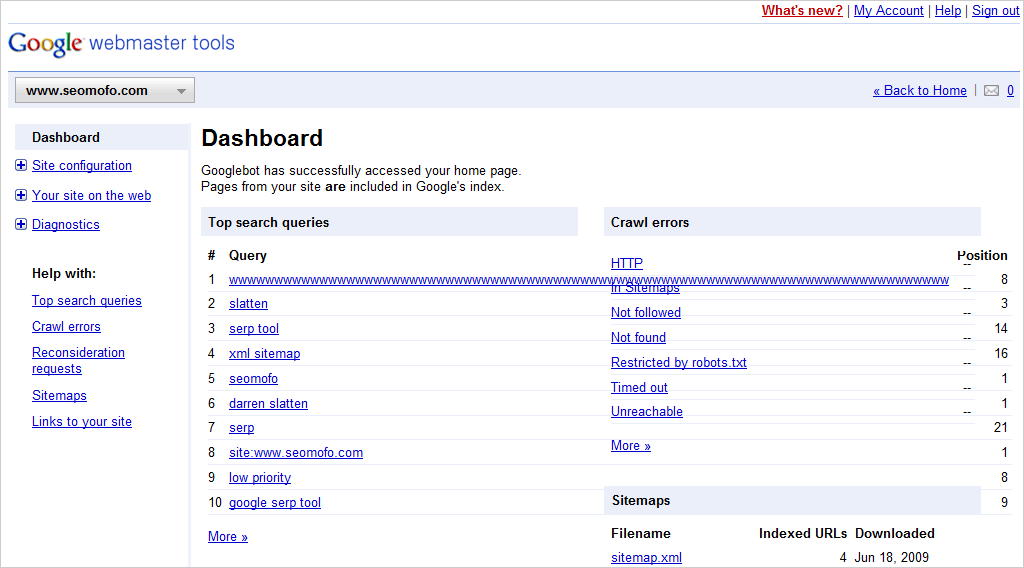 What's new? | My Account | Help | Sign out
Google webmaster tools
www.seomofo.com
« Back to Home | 0
Dashboard
Site configuration
Your site on the web
Diagnostics
Help with:
Top search queries
Crawl errors
Reconsideration
requests
Sitemaps
Links to your site
Dashboard
Googlebot has successfully accessed your home page.
Pages from your site are included in Google's index.
Top search queries
# Query Position
1 8
2 slatten 3
3 serp tool 14
4 xml sitemap 16
5 seomofo 1
6 darren slatten 1
7 serp 21
8 site:www.seomofo.com 1
9 low priority 8
10 google serp tool 9
More »
Crawl errors
HTTP --
In Sitemaps --
Not followed --
Not found --
Restricted by robots.txt --
Timed out --
Unreachable --
More »
Sitemaps
Filename Indexed URLs Downloaded
sitemap.xml 4 Jun 18, 2009